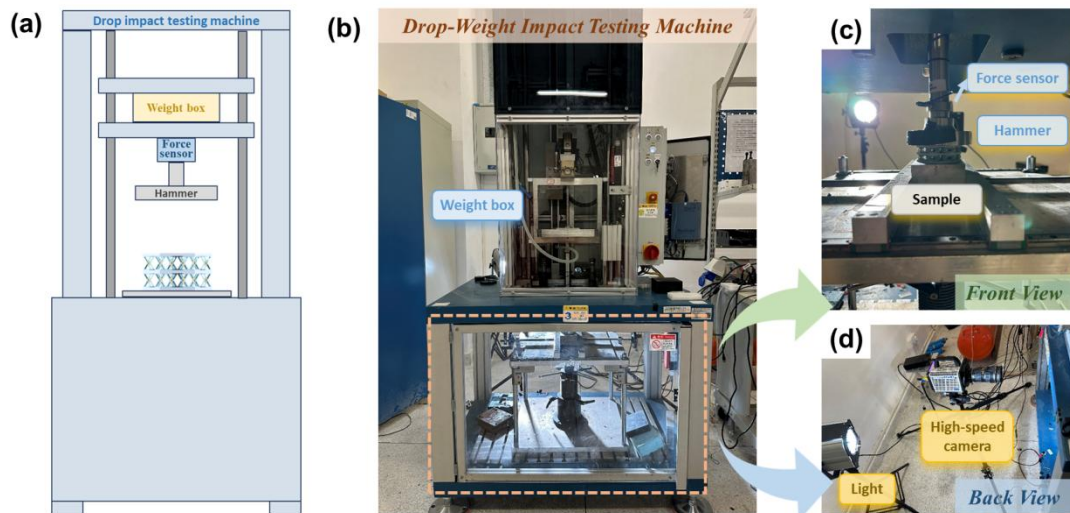 (a)
Drop impact testing machine
Weight box
Force
sensor
Hammer
(b)
Drop-Weight Impact Testing Machine
Weight box
(c)
Force sensor
Hammer
Sample
Front View
(d)
High-speed
camera
Light
Back View